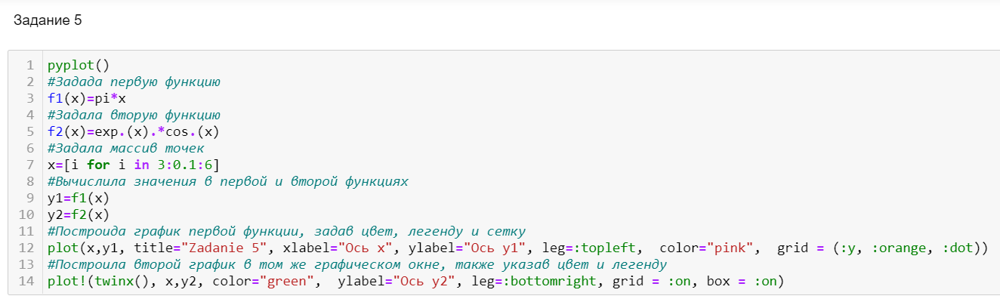 Задание 5
1 pyplot()
2 #Задада первую функцию
3 f1(x)=pi*x
4 #Задала вторую функцию
5 f2(x)=exp.(x).*cos.(x)
6 #Задала массив точек
7 x=[i for i in 3:0.1:6]
8 #Вычислила значения в первой и второй функциях
9 y1=f1(x)
10 y2=f2(x)
11 #Построида график первой функции, задав цвет, легенду и сетку
12 plot(x,y1, title="Zadanie 5", xlabel="Ось x", ylabel="Ось y1", leg=:topleft,  color="pink",  grid = (:y, :orange, :dot))
13 #Построила второй график в том же графическом окне, также указав цвет и легенду
14 plot!(twinx(), x,y2, color="green",  ylabel="Ось y2", leg=:bottomright, grid = :on, box = :on)